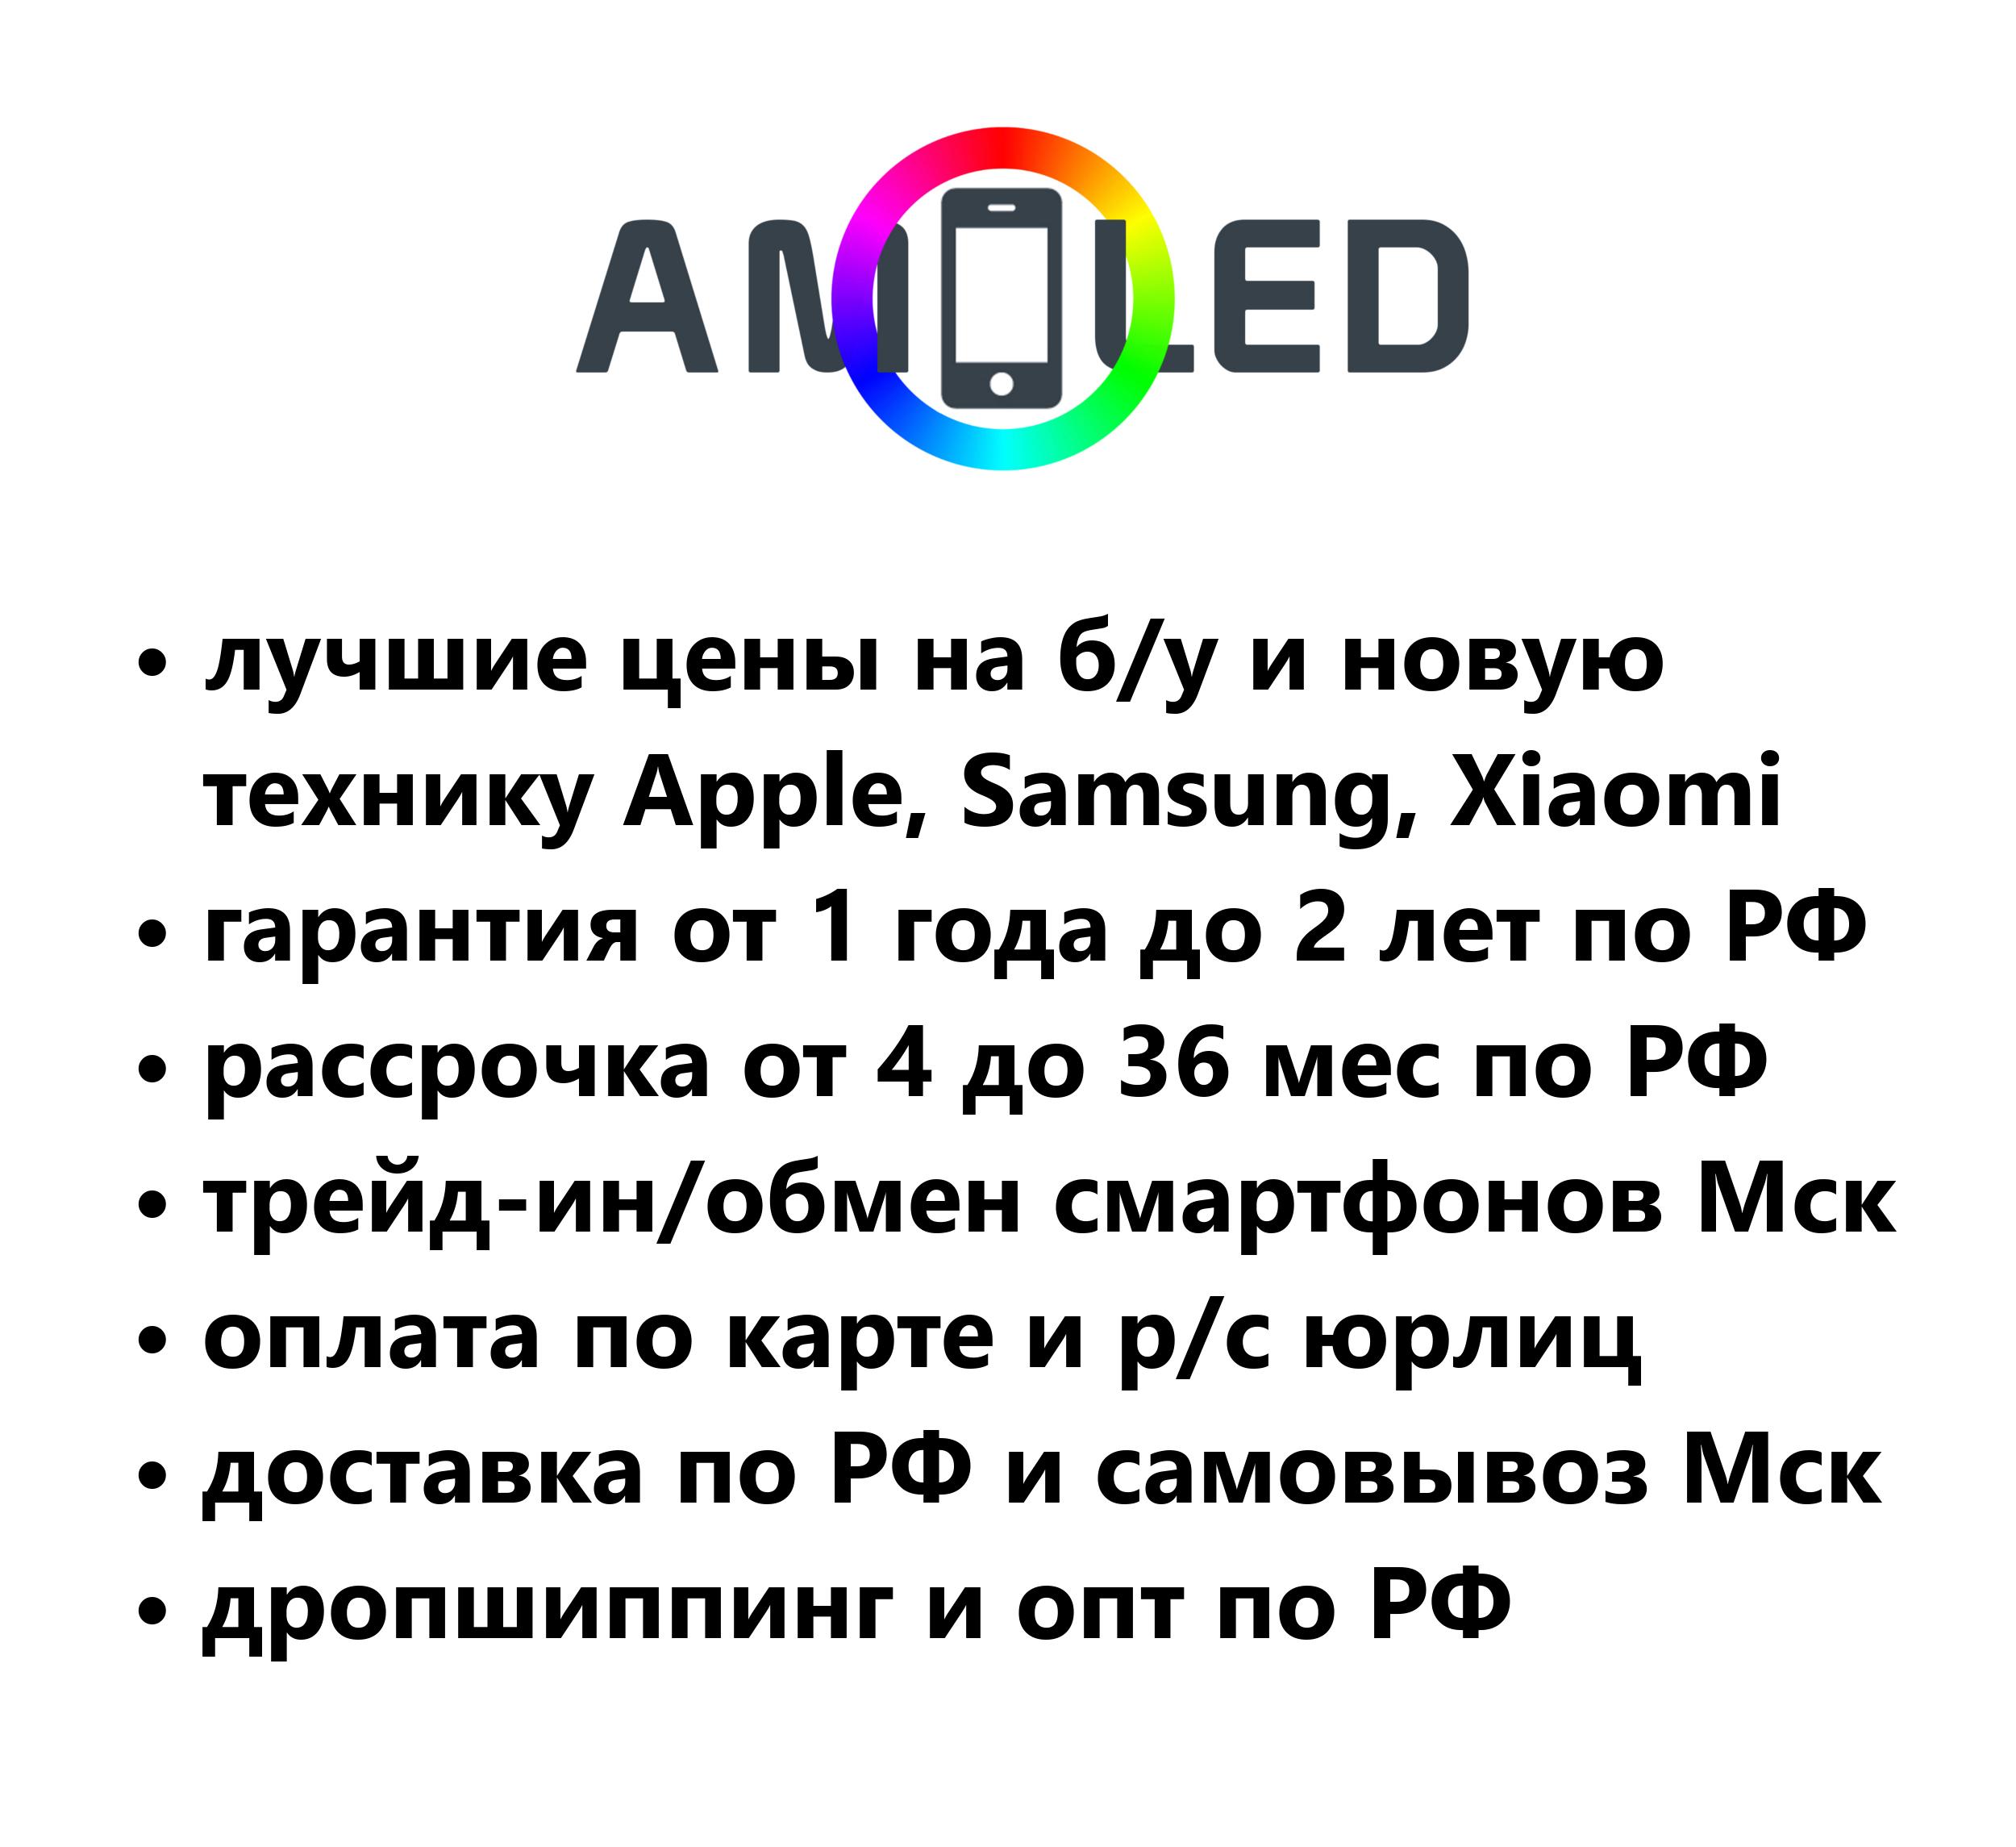 AMOLED
• лучшие цены на б/у и новую
технику Apple, Samsung, Xiaomi
• гарантия от 1 года до 2 лет по РФ
• рассрочка от 4 до 36 мес по РФ
• трейд-ин/обмен смартфонов Мск
• оплата по карте и р/с юрлиц
• доставка по РФ и самовывоз Мск
• дропшиппинг и опт по РФ